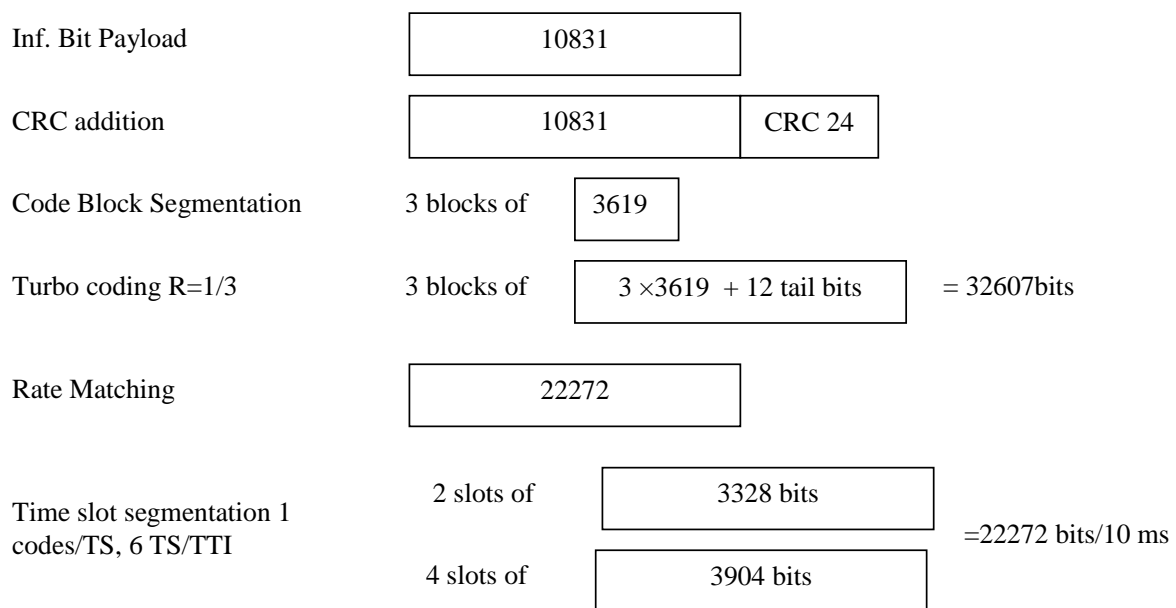 Inf. Bit Payload 10831
CRC addition 10831 CRC 24
Code Block Segmentation 3 blocks of 3619
Turbo coding R=1/3 3 blocks of 3 ×3619 + 12 tail bits = 32607bits
Rate Matching 22272
2 slots of 3328 bits
Time slot segmentation 1
codes/TS, 6 TS/TTI
=22272 bits/10 ms
4 slots of 3904 bits